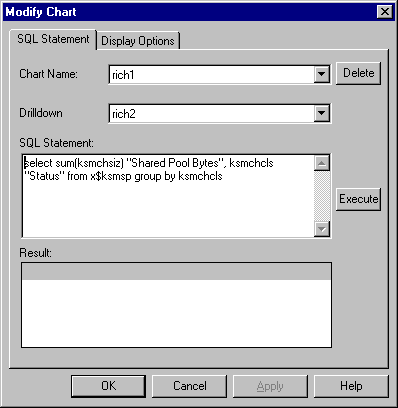 Modify Chart
SQL Statement Display Options
Chart Name: rich1 Delete
Drilldown rich2
SQL Statement:
select sum(ksmchsiz) "Shared Pool Bytes", ksmchcls
"Status" from x$ksmsp group by ksmchcls
Execute
Result:
OK Cancel Apply Help